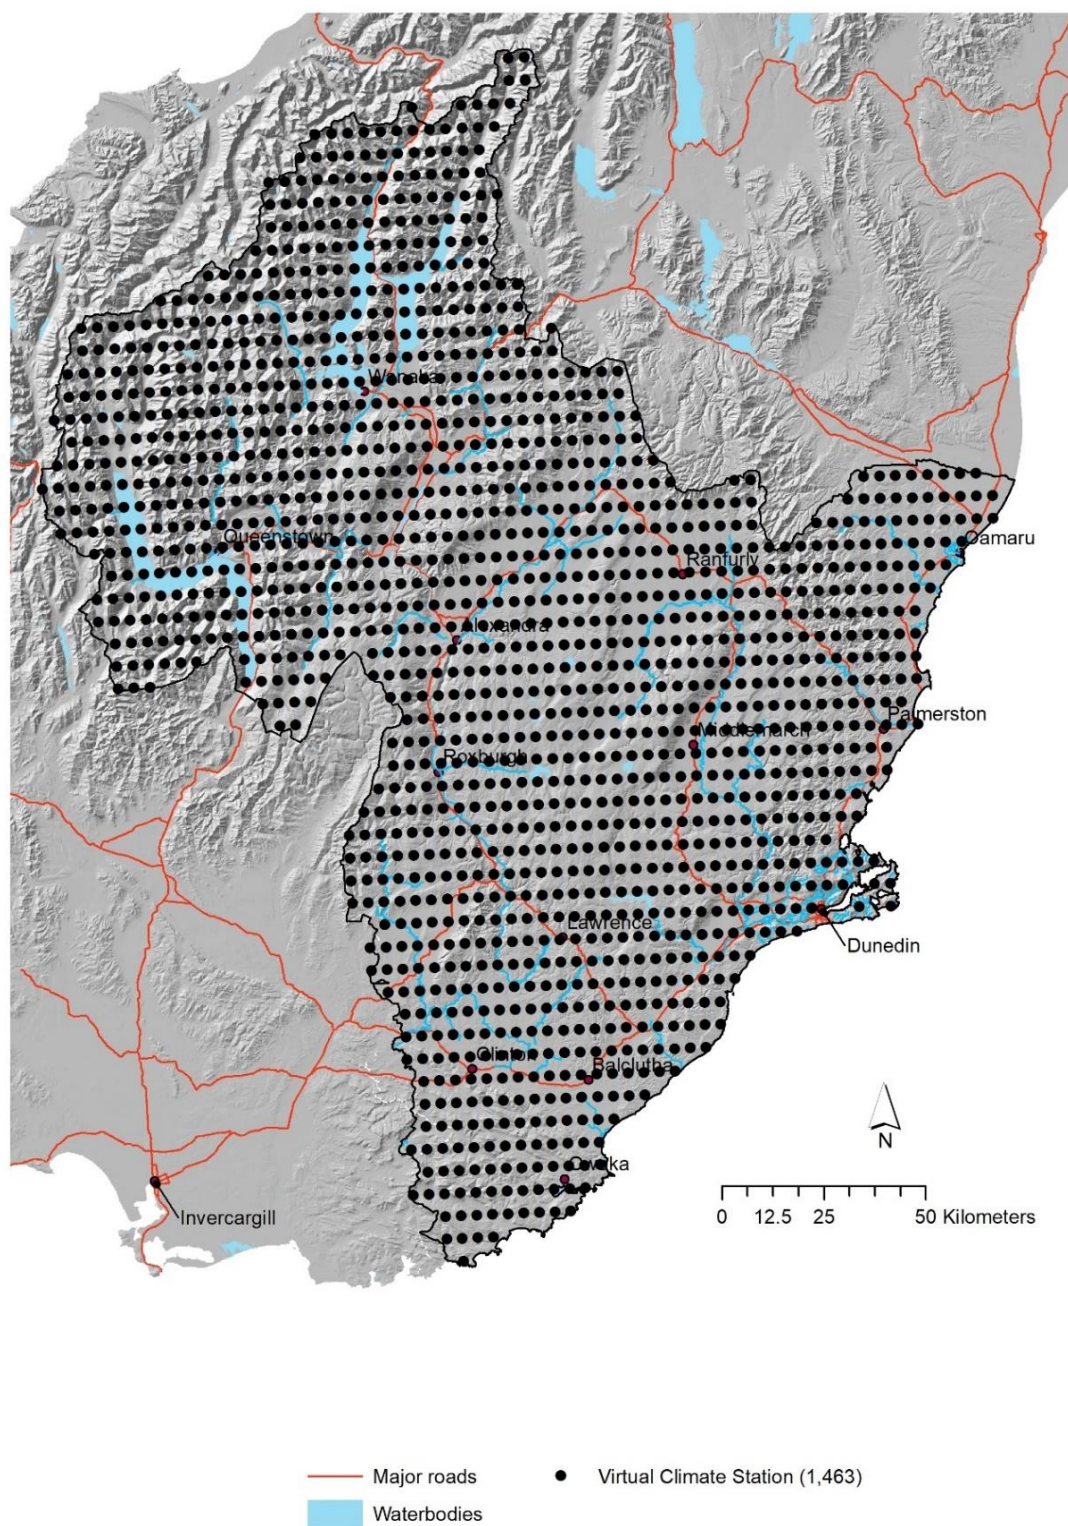 Wanaka
Queenstown
Oamaru
Ranfurly
Alexandra
Palmerston
Middlemarch
Roxburgh
Lawrence
Dunedin
Clinton
Balclutha
Owaka
N
Invercargill
0 12.5 25 50 Kilometers
Major roads
Virtual Climate Station (1,463)
Waterbodies